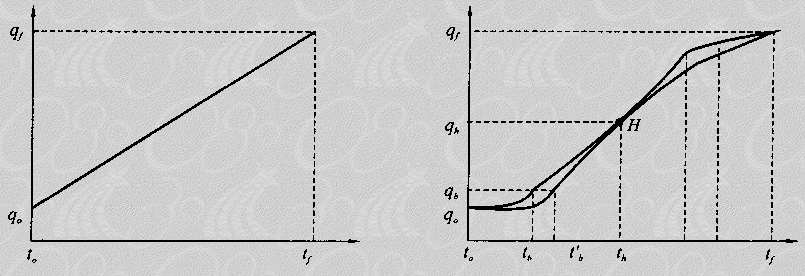 q_f
q_o
t_o
t_f
q_f
q_h
H
q_b
q_o
t_o
t_b
t'_b
t_h
t_f